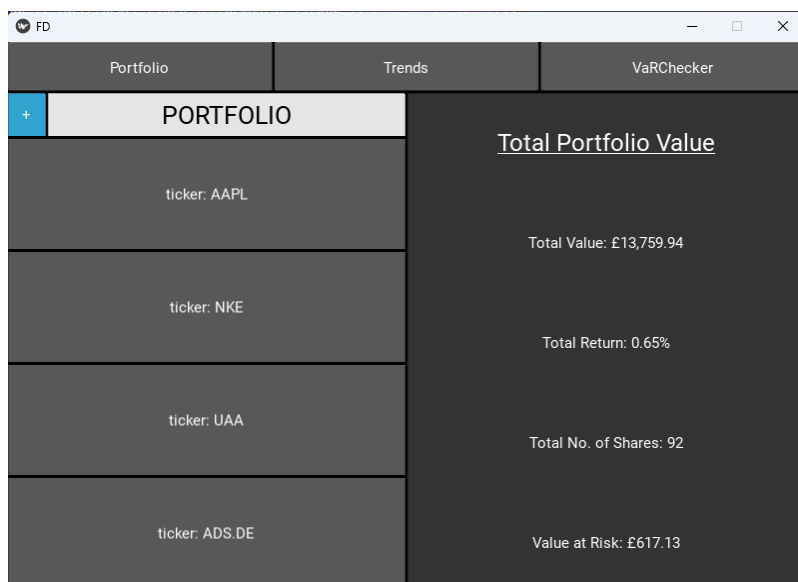 FD
Portfolio
Trends
VaRChecker
+
PORTFOLIO
ticker: AAPL
ticker: NKE
ticker: UAA
ticker: ADS.DE
Total Portfolio Value
Total Value: £13,759.94
Total Return: 0.65%
Total No. of Shares: 92
Value at Risk: £617.13